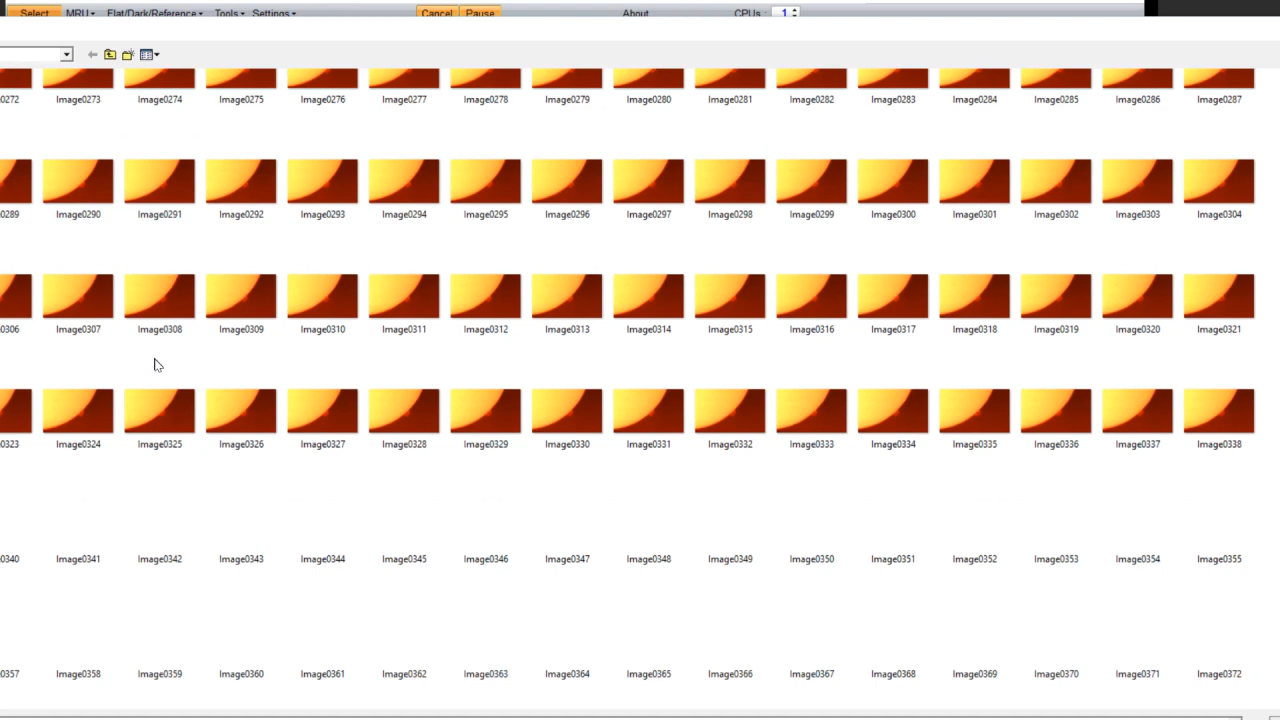 Select MRU Flat/Dark/Reference Tools Settings Cancel Pause About CPUs : 1
0272 Image0273 Image0274 Image0275 Image0276 Image0277 Image0278 Image0279 Image0280 Image0281 Image0282 Image0283 Image0284 Image0285 Image0286 Image0287
0289 Image0290 Image0291 Image0292 Image0293 Image0294 Image0295 Image0296 Image0297 Image0298 Image0299 Image0300 Image0301 Image0302 Image0303 Image0304
0306 Image0307 Image0308 Image0309 Image0310 Image0311 Image0312 Image0313 Image0314 Image0315 Image0316 Image0317 Image0318 Image0319 Image0320 Image0321
0323 Image0324 Image0325 Image0326 Image0327 Image0328 Image0329 Image0330 Image0331 Image0332 Image0333 Image0334 Image0335 Image0336 Image0337 Image0338
0340 Image0341 Image0342 Image0343 Image0344 Image0345 Image0346 Image0347 Image0348 Image0349 Image0350 Image0351 Image0352 Image0353 Image0354 Image0355
0357 Image0358 Image0359 Image0360 Image0361 Image0362 Image0363 Image0364 Image0365 Image0366 Image0367 Image0368 Image0369 Image0370 Image0371 Image0372